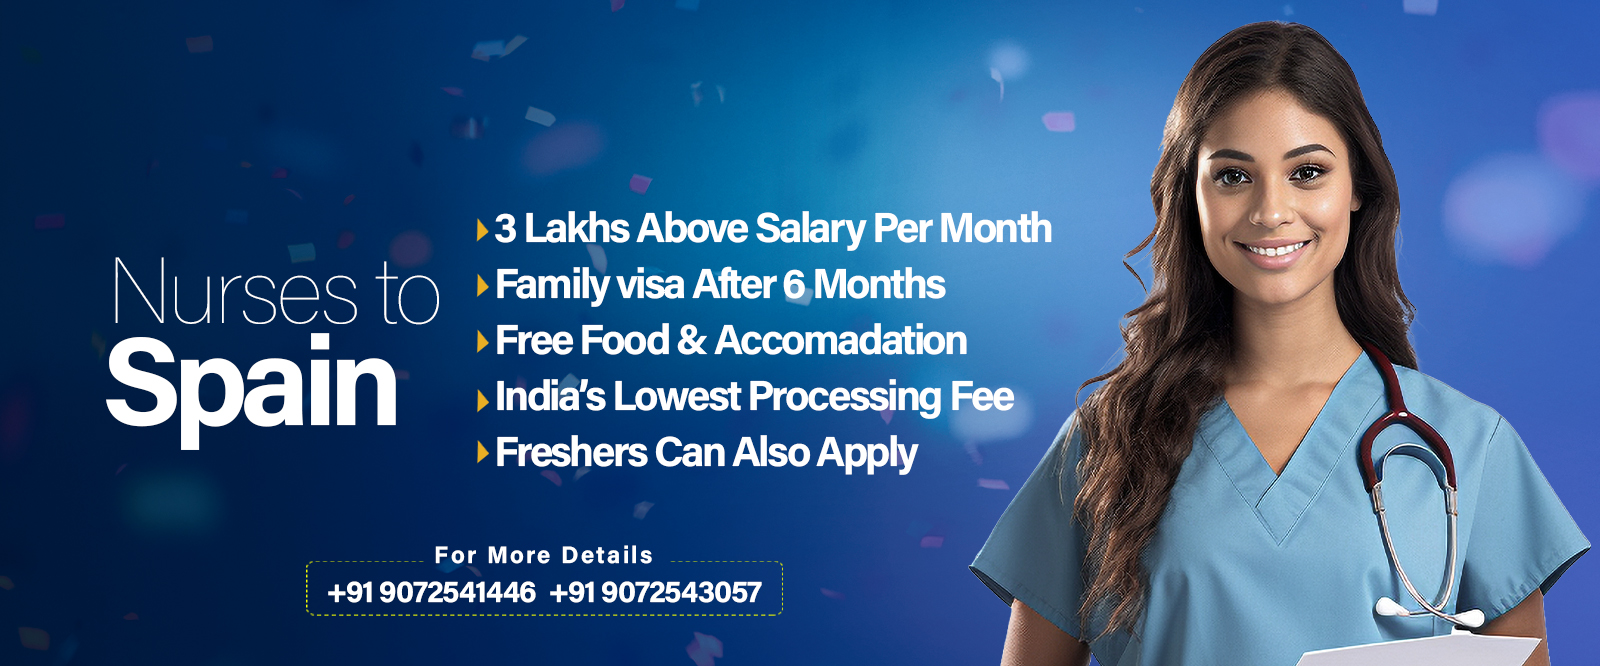 Nurses to
Spain
3 Lakhs Above Salary Per Month
Family visa After 6 Months
Free Food & Accomadation
India’s Lowest Processing Fee
Freshers Can Also Apply
For More Details
+91 9072541446 +91 9072543057